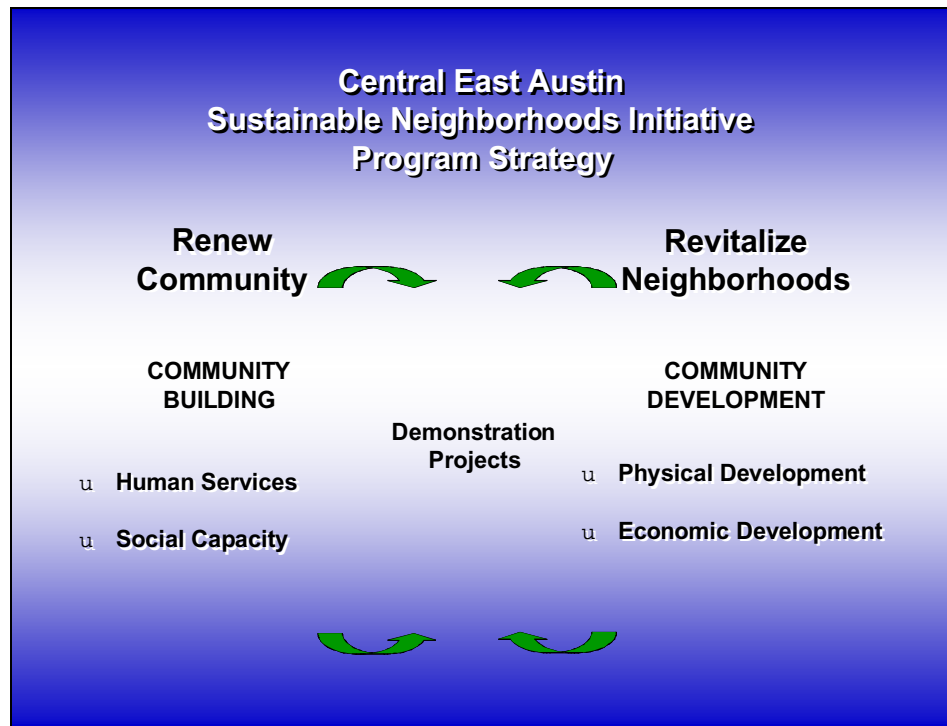 Central East Austin
Sustainable Neighborhoods Initiative
Program Strategy
Renew
Community
Revitalize
Neighborhoods
COMMUNITY
BUILDING
u Human Services
u Social Capacity
Demonstration
Projects
COMMUNITY
DEVELOPMENT
u Physical Development
u Economic Development